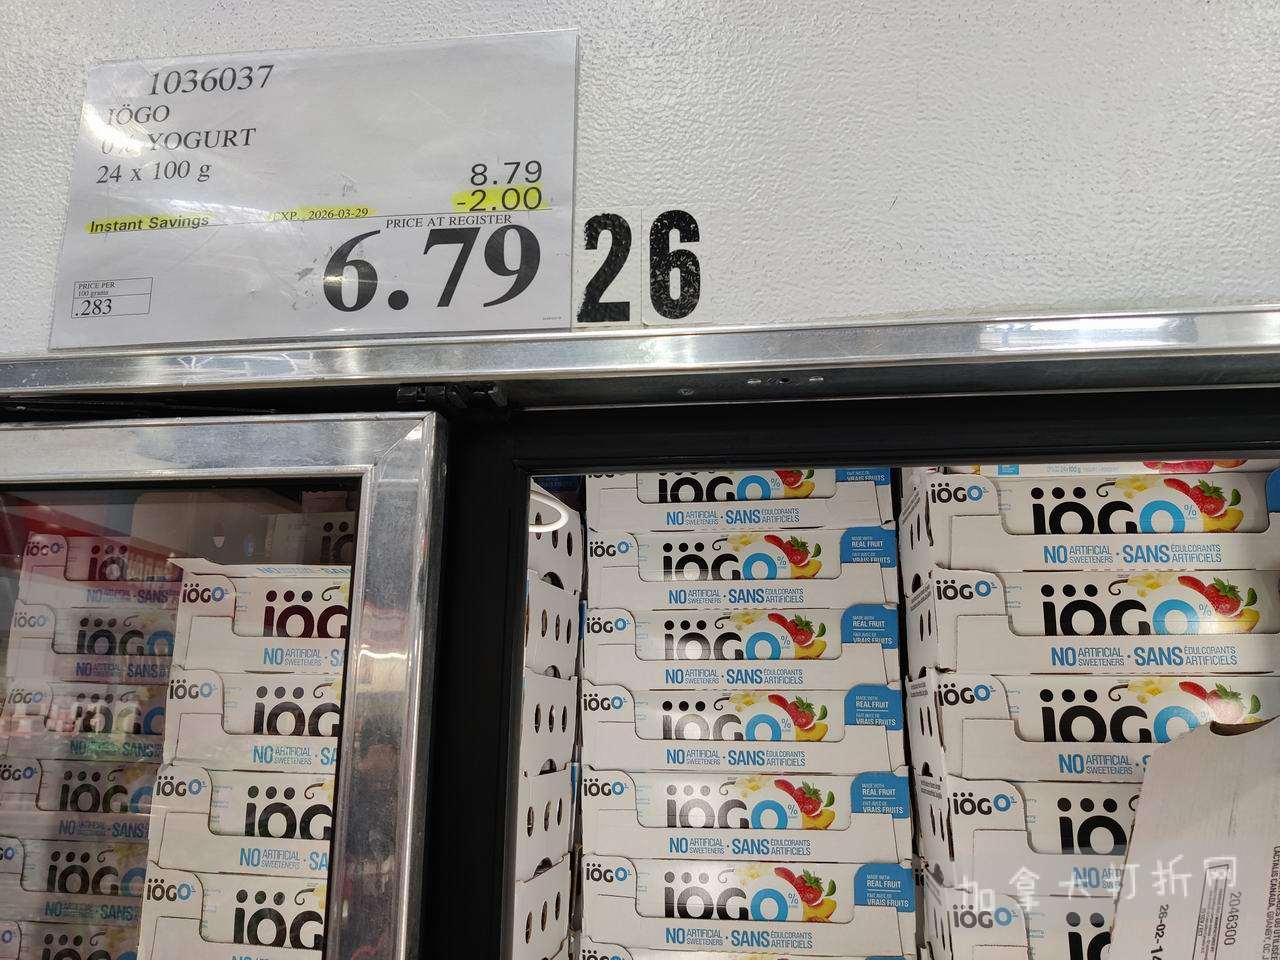 1036037
IÖGO
0% YOGURT
24 x 100 g
8.79
-2.00
Instant Savings EXP. 2026-03-29
PRICE AT REGISTER
6.79
PRICE PER
100 grams
.283
26
iögo 0%
NO ARTIFICIAL SWEETENERS · SANS ÉDULCORANTS ARTIFICIELS
MADE WITH
REAL FRUIT
FAIT AVEC DE
VRAIS FRUITS
2046300
加拿大打折网